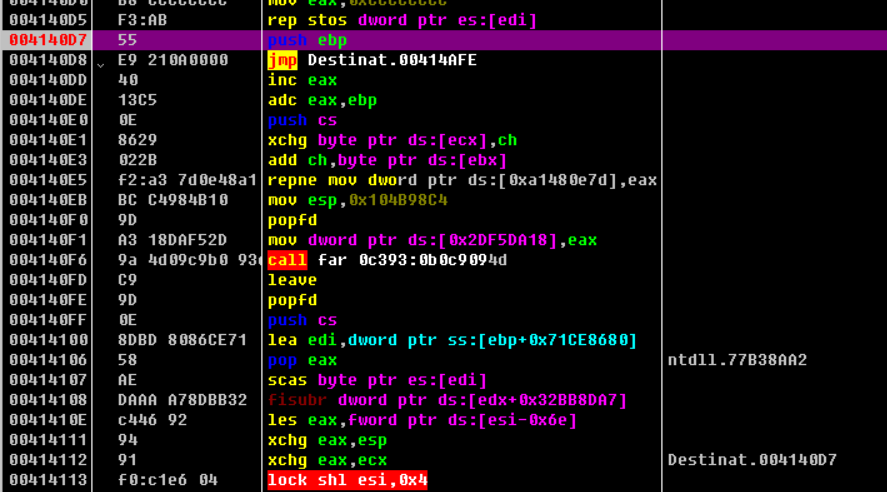 004140D0 B8 CCCCCCCC mov eax,0xCCCCCCCC
004140D5 F3:AB rep stos dword ptr es:[edi]
004140D7 55 push ebp
004140D8 E9 210A0000 jmp Destinat.00414AFE
004140DD 40 inc eax
004140DE 13C5 adc eax,ebp
004140E0 0E push cs
004140E1 8629 xchg byte ptr ds:[ecx],ch
004140E3 022B add ch,byte ptr ds:[ebx]
004140E5 f2:a3 7d0e48a1 repne mov dword ptr ds:[0xa1480e7d],eax
004140EB BC C4984B10 mov esp,0x104B98C4
004140F0 9D popfd
004140F1 A3 18DAF52D mov dword ptr ds:[0x2DF5DA18],eax
004140F6 9a 4d09c9b0 93c call far 0c393:0b0c9094d
004140FD C9 leave
004140FE 9D popfd
004140FF 0E push cs
00414100 8DBD 8086CE71 lea edi,dword ptr ss:[ebp+0x71CE8680]
00414106 58 pop eax ntdll.77B38AA2
00414107 AE scas byte ptr es:[edi]
00414108 DAAA A78DBB32 fisubr dword ptr ds:[edx+0x32BB8DA7]
0041410E c446 92 les eax,fword ptr ds:[esi-0x6e]
00414111 94 xchg eax,esp
00414112 91 xchg eax,ecx Destinat.004140D7
00414113 f0:c1e6 04 lock shl esi,0x4